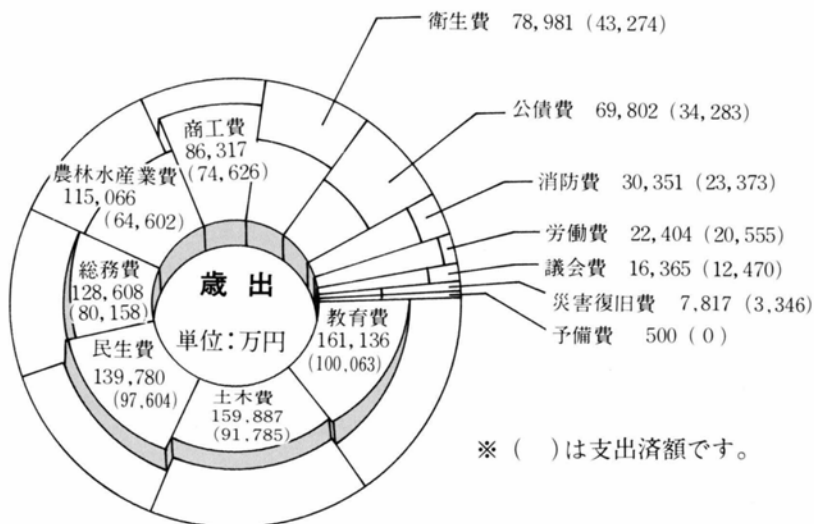 衛生費 78,981 (43,274)
公債費 69,802 (34,283)
消防費 30,351 (23,373)
労働費 22,404 (20,555)
議会費 16,365 (12,470)
災害復旧費 7,817 (3,346)
予備費 500 (0)
商工費
86,317
(74,626)
農林水産業費
115,066
(64,602)
総務費
128,608
(80,158)
民生費
139,780
(97,604)
土木費
159,887
(91,785)
教育費
161,136
(100,063)
歳出
単位:万円
※ ( )は支出済額です。